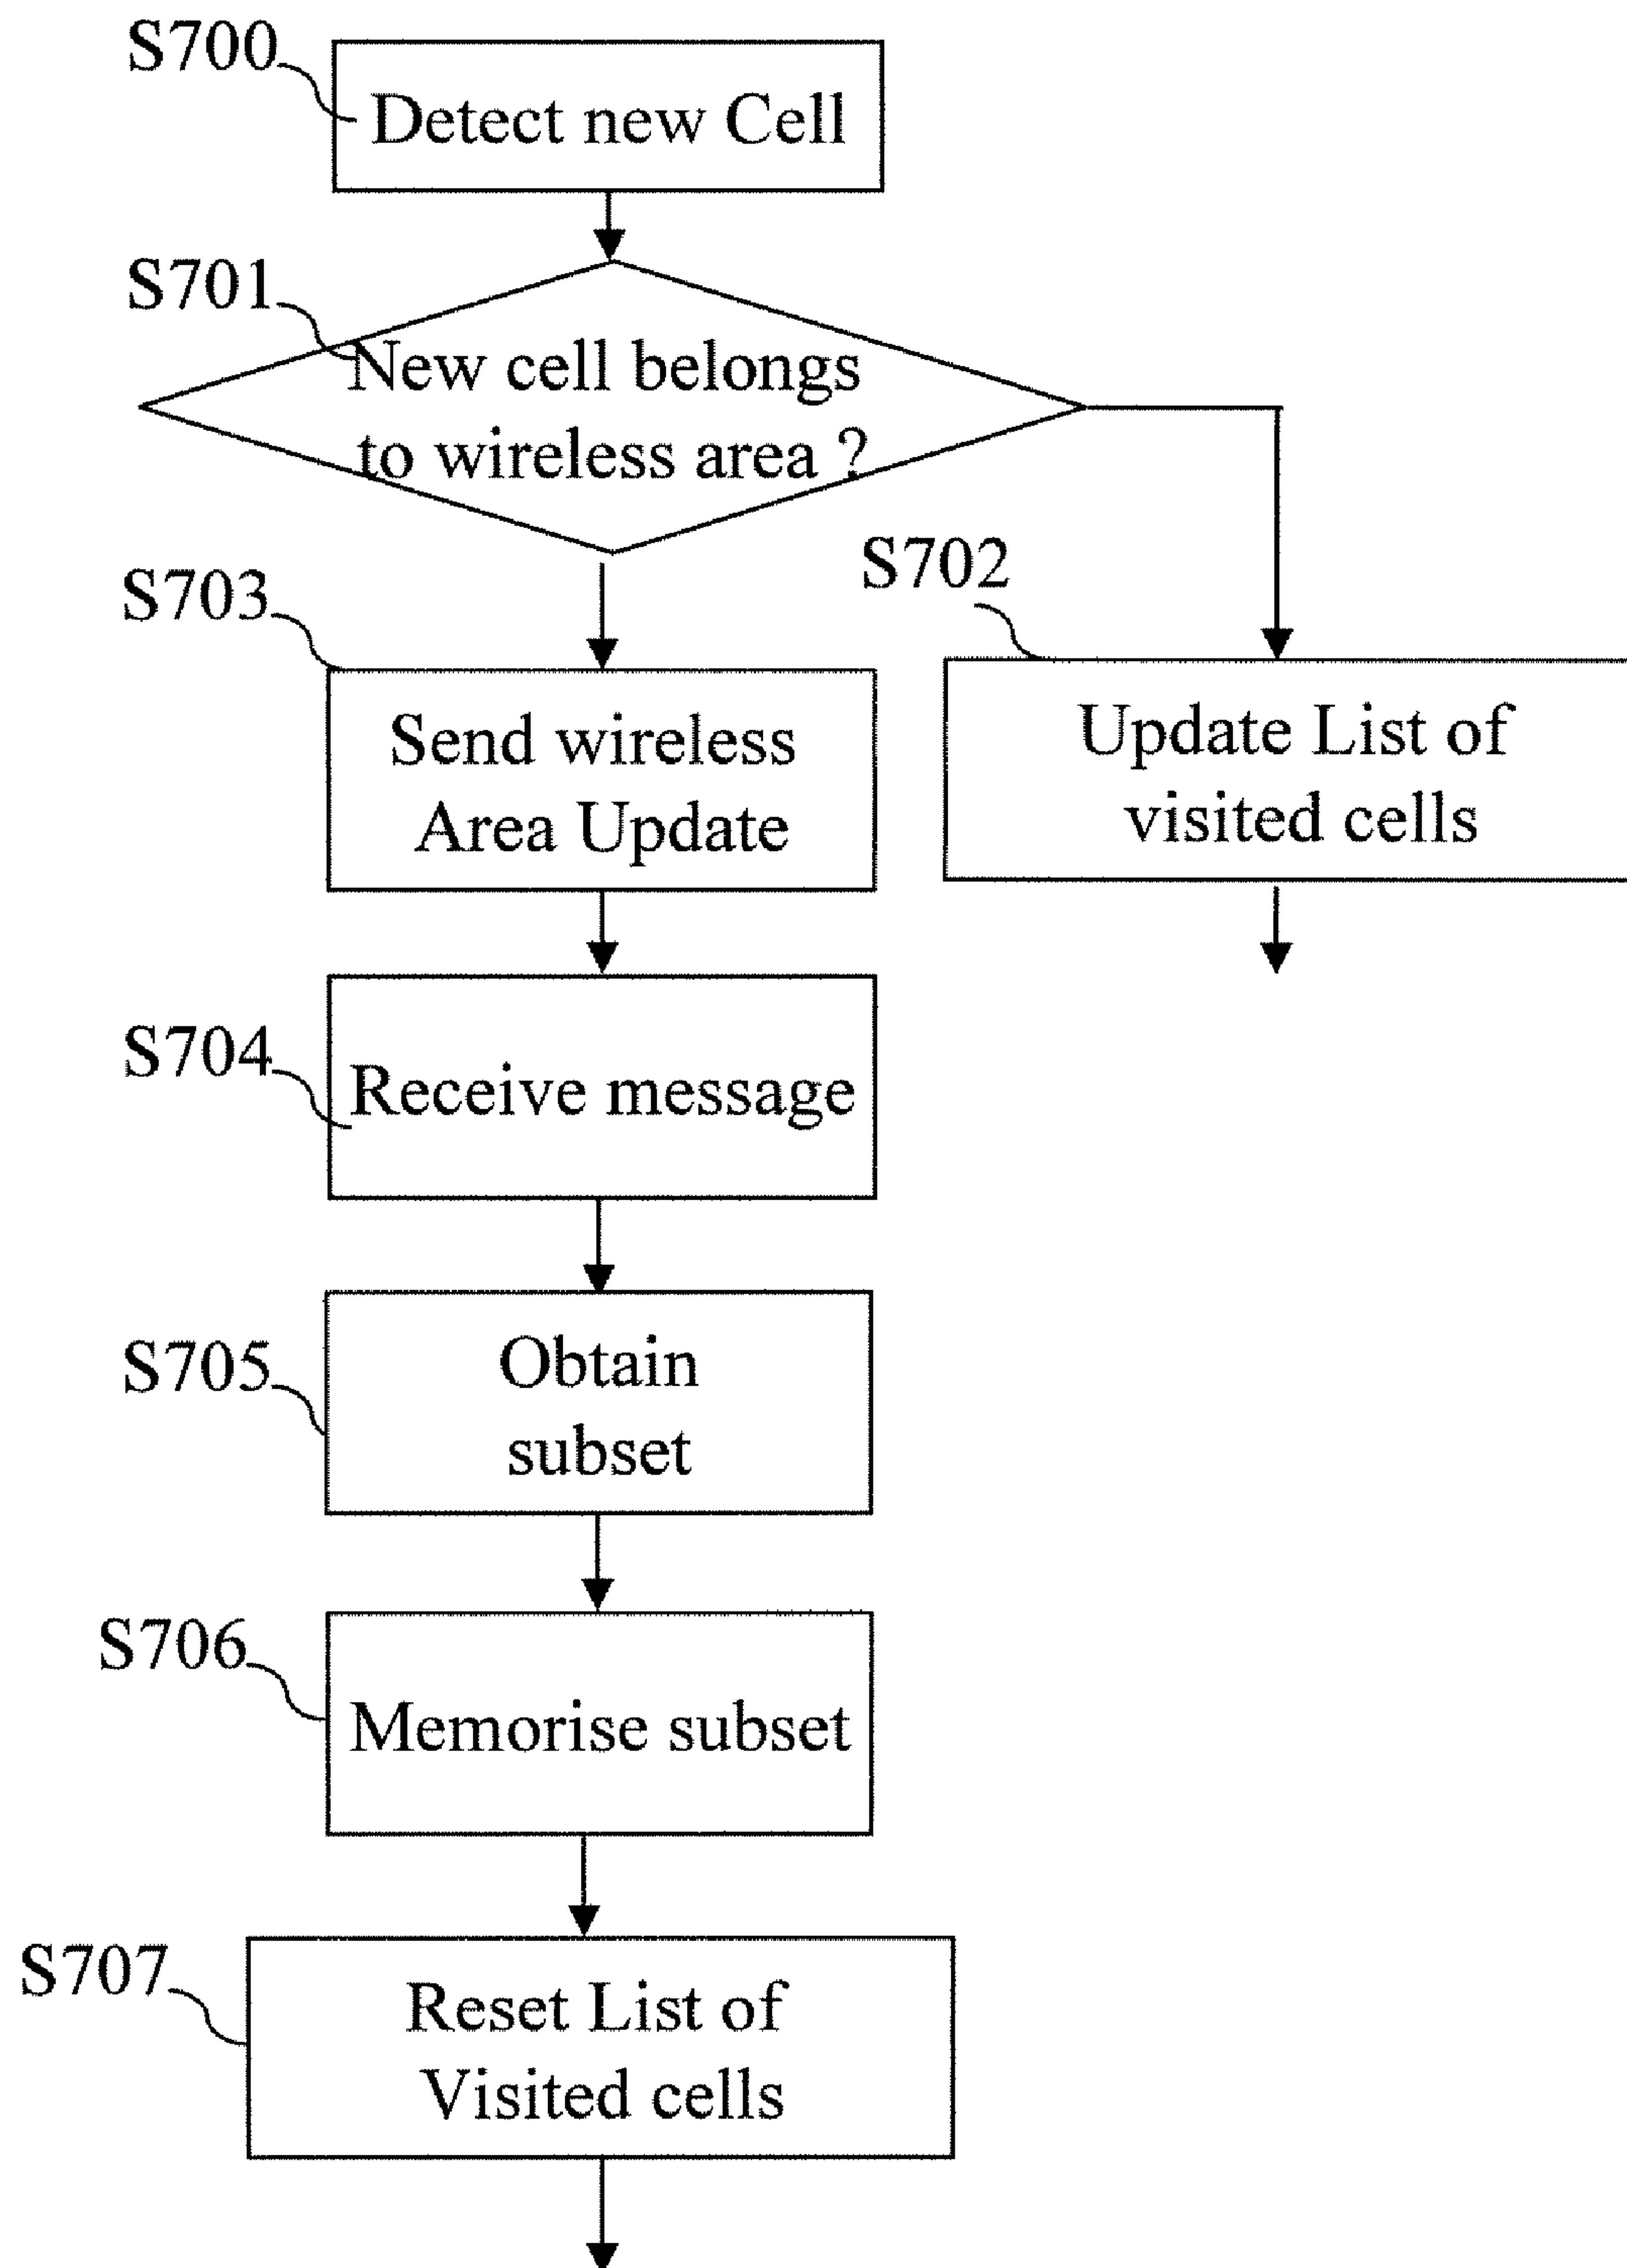 S700
Detect new Cell
S701
New cell belongs
to wireless area ?
S702
Update List of
visited cells
S703
Send wireless
Area Update
S704
Receive message
S705
Obtain
subset
S706
Memorise subset
S707
Reset List of
Visited cells